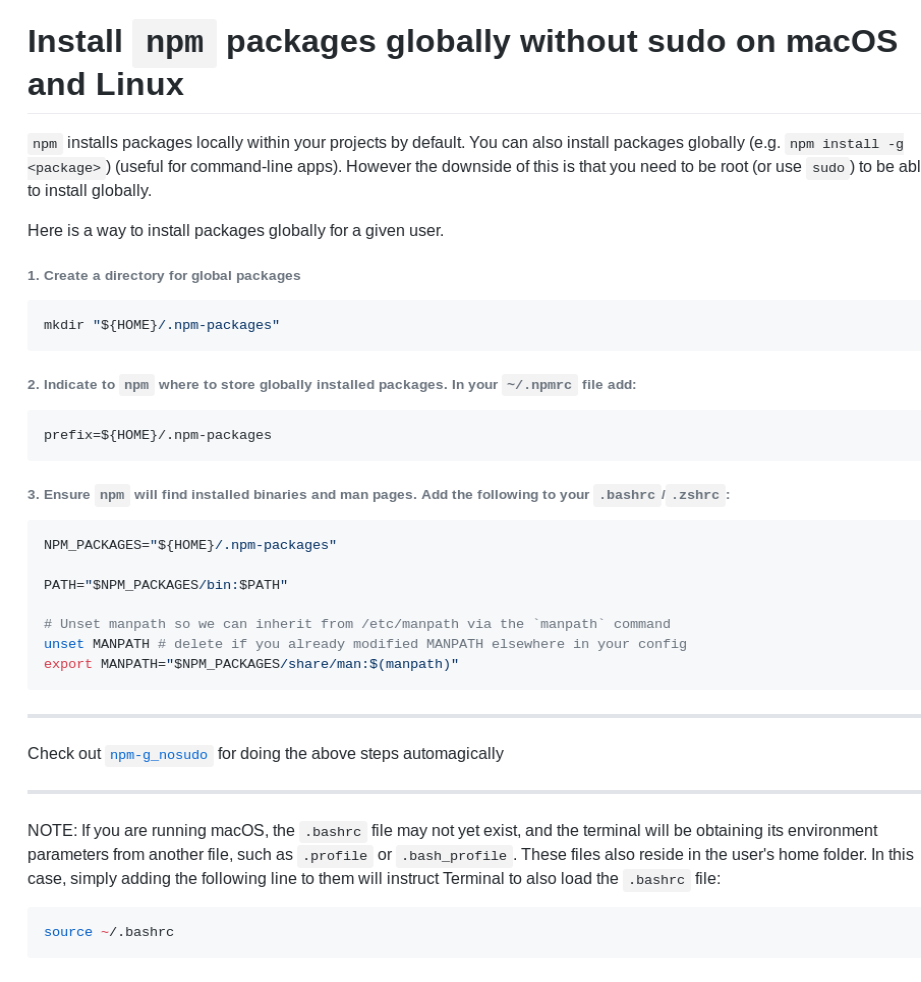 Install npm packages globally without sudo on macOS
and Linux
npm installs packages locally within your projects by default. You can also install packages globally (e.g. npm install -g
<package> ) (useful for command-line apps). However the downside of this is that you need to be root (or use sudo ) to be abl
to install globally.
Here is a way to install packages globally for a given user.
1. Create a directory for global packages
mkdir "${HOME}/.npm-packages"
2. Indicate to npm where to store globally installed packages. In your ~/.npmrc file add:
prefix=${HOME}/.npm-packages
3. Ensure npm will find installed binaries and man pages. Add the following to your .bashrc / .zshrc :
NPM_PACKAGES="${HOME}/.npm-packages"
PATH="$NPM_PACKAGES/bin:$PATH"
# Unset manpath so we can inherit from /etc/manpath via the `manpath` command
unset MANPATH # delete if you already modified MANPATH elsewhere in your config
export MANPATH="$NPM_PACKAGES/share/man:$(manpath)"
Check out npm-g_nosudo for doing the above steps automagically
NOTE: If you are running macOS, the .bashrc file may not yet exist, and the terminal will be obtaining its environment
parameters from another file, such as .profile or .bash_profile . These files also reside in the user's home folder. In this
case, simply adding the following line to them will instruct Terminal to also load the .bashrc file:
source ~/.bashrc